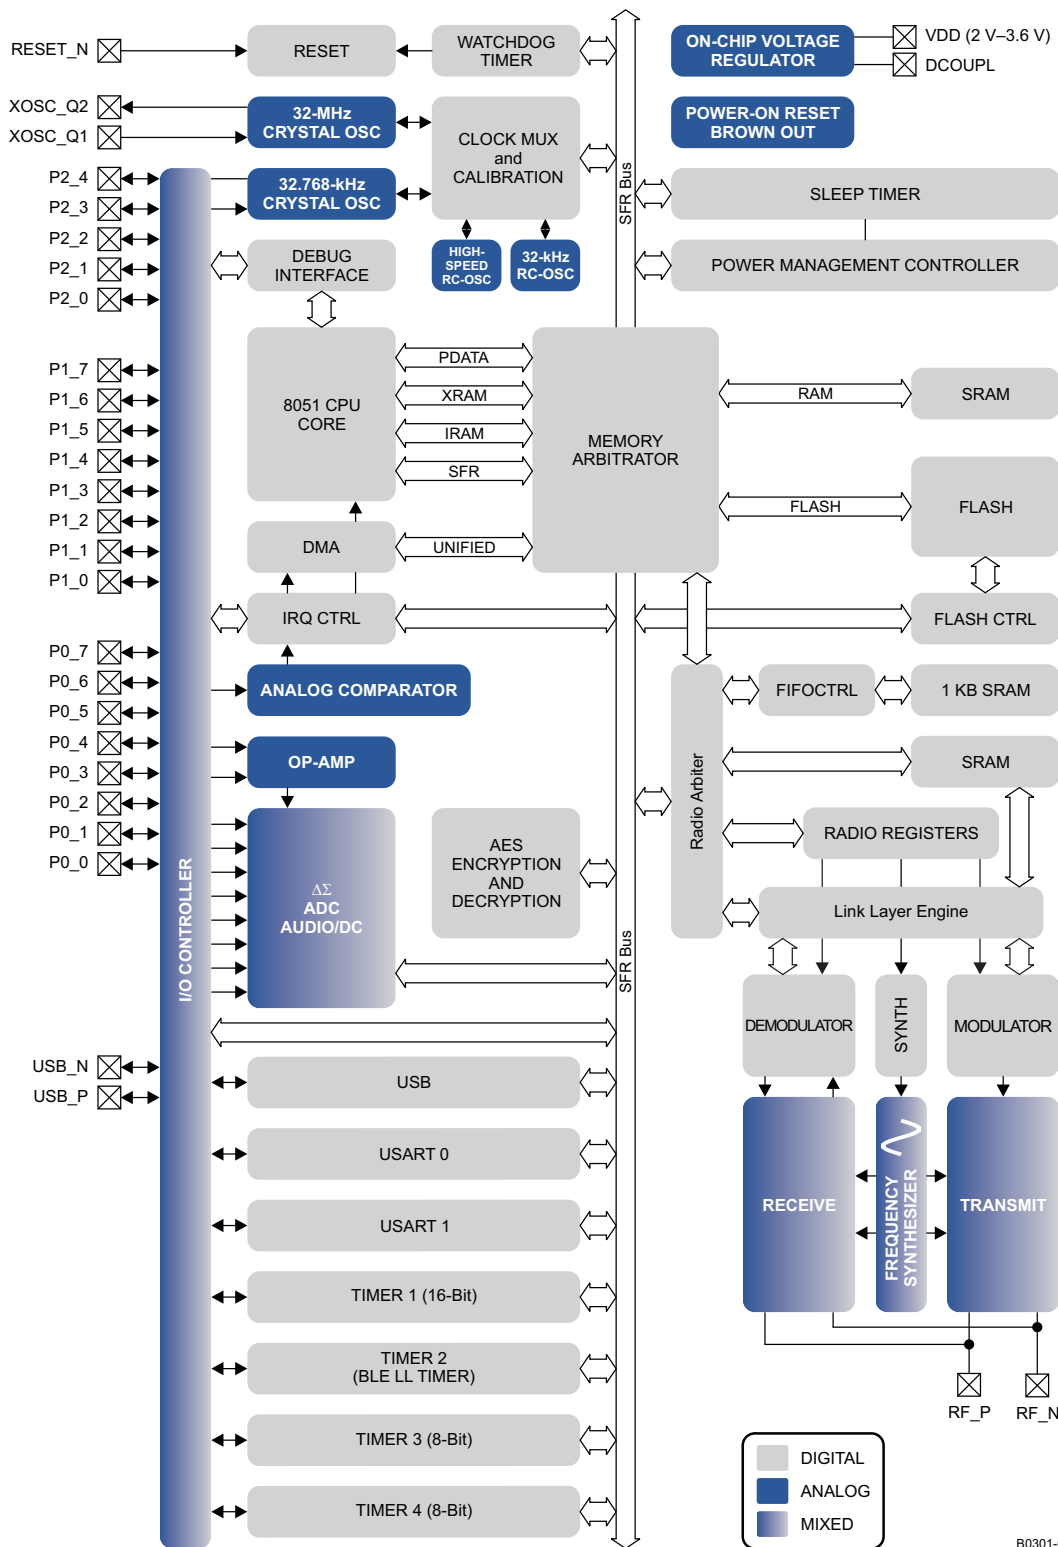 RESET_N
RESET
WATCHDOG
TIMER
ON-CHIP VOLTAGE
REGULATOR
VDD (2 V–3.6 V)
DCOUPL
XOSC_Q2
XOSC_Q1
32-MHz
CRYSTAL OSC
CLOCK MUX
and
CALIBRATION
POWER-ON RESET
BROWN OUT
SFR Bus
P2_4
P2_3
P2_2
P2_1
P2_0
32.768-kHz
CRYSTAL OSC
SLEEP TIMER
DEBUG
INTERFACE
HIGH-
SPEED
RC-OSC
32-kHz
RC-OSC
POWER MANAGEMENT CONTROLLER
P1_7
P1_6
P1_5
P1_4
P1_3
P1_2
P1_1
P1_0
8051 CPU
CORE
PDATA
XRAM
IRAM
SFR
MEMORY
ARBITRATOR
RAM
SRAM
FLASH
FLASH
DMA
UNIFIED
IRQ CTRL
FLASH CTRL
P0_7
P0_6
P0_5
P0_4
P0_3
P0_2
P0_1
P0_0
ANALOG COMPARATOR
FIFOCTRL
1 KB SRAM
OP-AMP
Radio Arbiter
SRAM
RADIO REGISTERS
I/O CONTROLLER
ΔΣ
ADC
AUDIO/DC
AES
ENCRYPTION
AND
DECRYPTION
Link Layer Engine
SFR Bus
DEMODULATOR
SYNTH
MODULATOR
USB_N
USB_P
USB
USART 0
USART 1
RECEIVE
FREQUENCY
SYNTHESIZER
TRANSMIT
TIMER 1 (16-Bit)
TIMER 2
(BLE LL TIMER)
TIMER 3 (8-Bit)
TIMER 4 (8-Bit)
RF_P
RF_N
DIGITAL
ANALOG
MIXED
B0301-